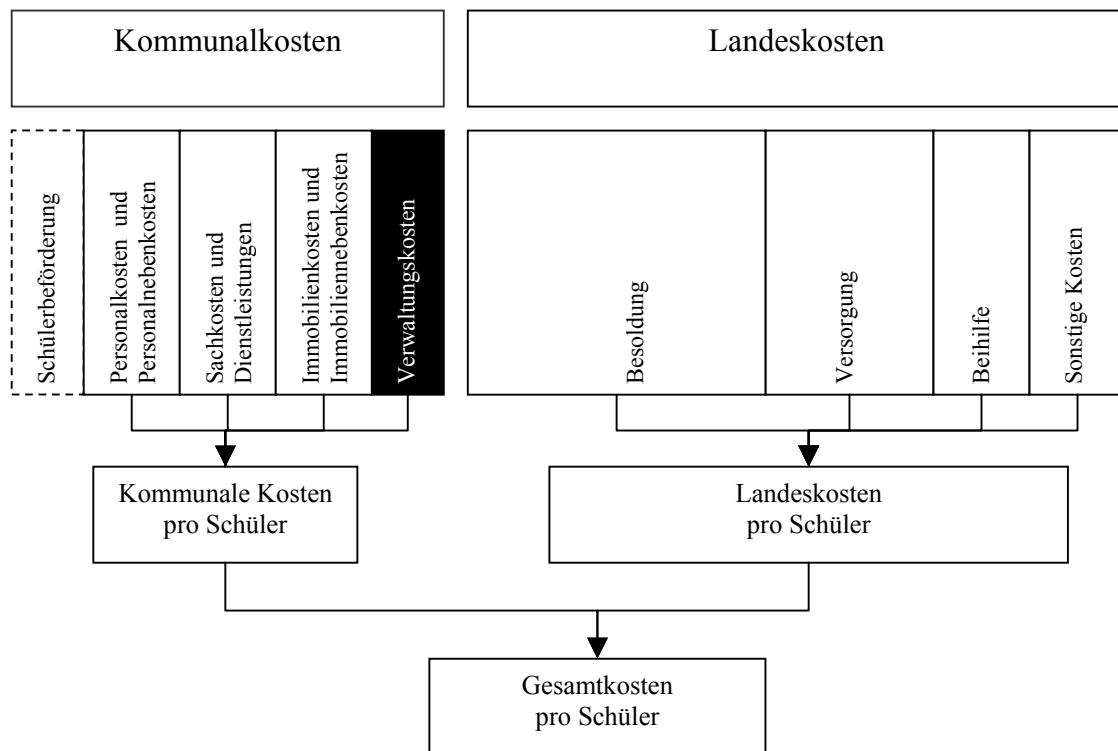 Kommunalkosten
Landeskosten
Schülerbeförderung
Personalkosten und
Personalnebenkosten
Sachkosten und
Dienstleistungen
Immobilienkosten und
Immobiliennebenkosten
Verwaltungskosten
Besoldung
Versorgung
Beihilfe
Sonstige Kosten
Kommunale Kosten
pro Schüler
Landeskosten
pro Schüler
Gesamtkosten
pro Schüler